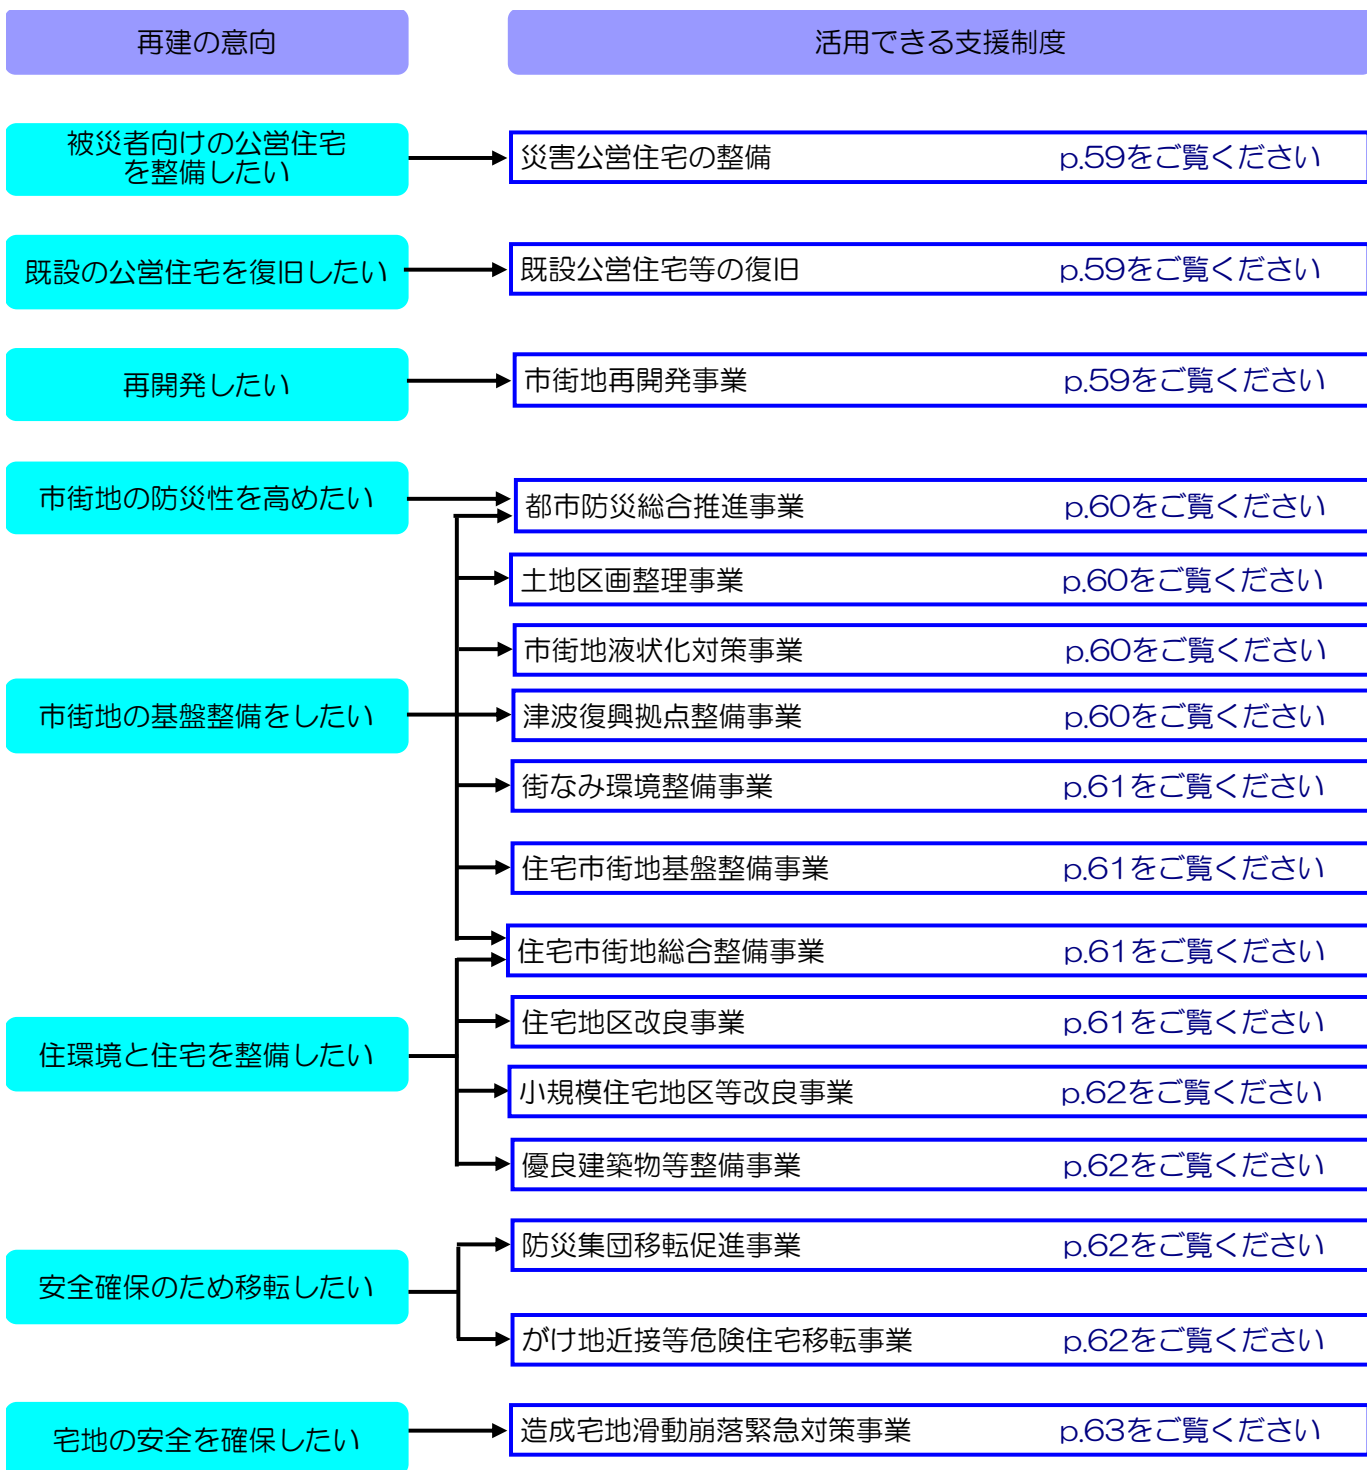 再建の意向
活用できる支援制度
被災者向けの公営住宅
を整備したい
災害公営住宅の整備 p.59をご覧ください
既設の公営住宅を復旧したい
既設公営住宅等の復旧 p.59をご覧ください
再開発したい
市街地再開発事業 p.59をご覧ください
市街地の防災性を高めたい
都市防災総合推進事業 p.60をご覧ください
土地区画整理事業 p.60をご覧ください
市街地液状化対策事業 p.60をご覧ください
市街地の基盤整備をしたい
津波復興拠点整備事業 p.60をご覧ください
街なみ環境整備事業 p.61をご覧ください
住宅市街地基盤整備事業 p.61をご覧ください
住宅市街地総合整備事業 p.61をご覧ください
住宅地区改良事業 p.61をご覧ください
住環境と住宅を整備したい
小規模住宅地区等改良事業 p.62をご覧ください
優良建築物等整備事業 p.62をご覧ください
防災集団移転促進事業 p.62をご覧ください
安全確保のため移転したい
がけ地近接等危険住宅移転事業 p.62をご覧ください
宅地の安全を確保したい
造成宅地滑動崩落緊急対策事業 p.63をご覧ください